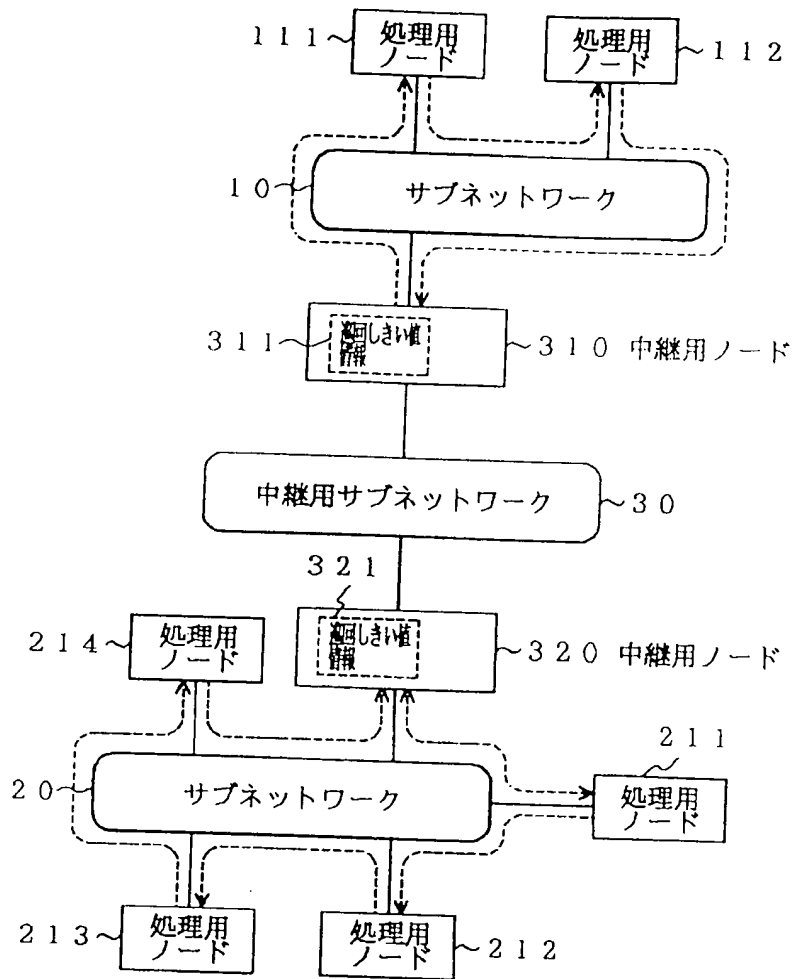 111 処理用
ノード
処理用
ノード 112
10 サブネットワーク
311 巡回しきい値
情報
310 中継用ノード
中継用サブネットワーク 30
321
214 処理用
ノード
巡回しきい値
情報
320 中継用ノード
211
20 サブネットワーク
処理用
ノード
213 処理用
ノード
処理用
ノード 212